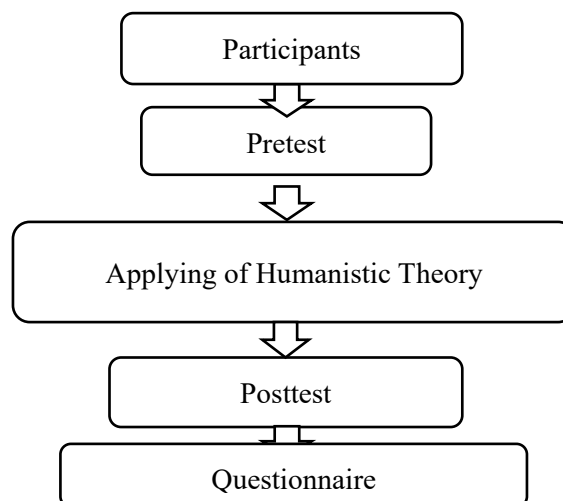 Participants
Pretest
Applying of Humanistic Theory
Posttest
Questionnaire